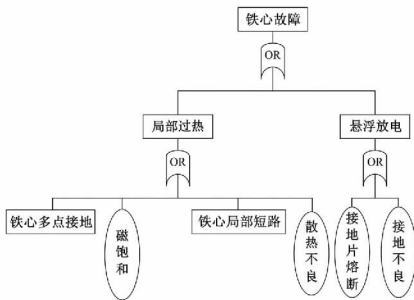 铁心故障
OR
局部过热
悬浮放电
OR
OR
铁心多点接地
磁饱和
铁心局部短路
散热不良
接地片熔断
接地不良